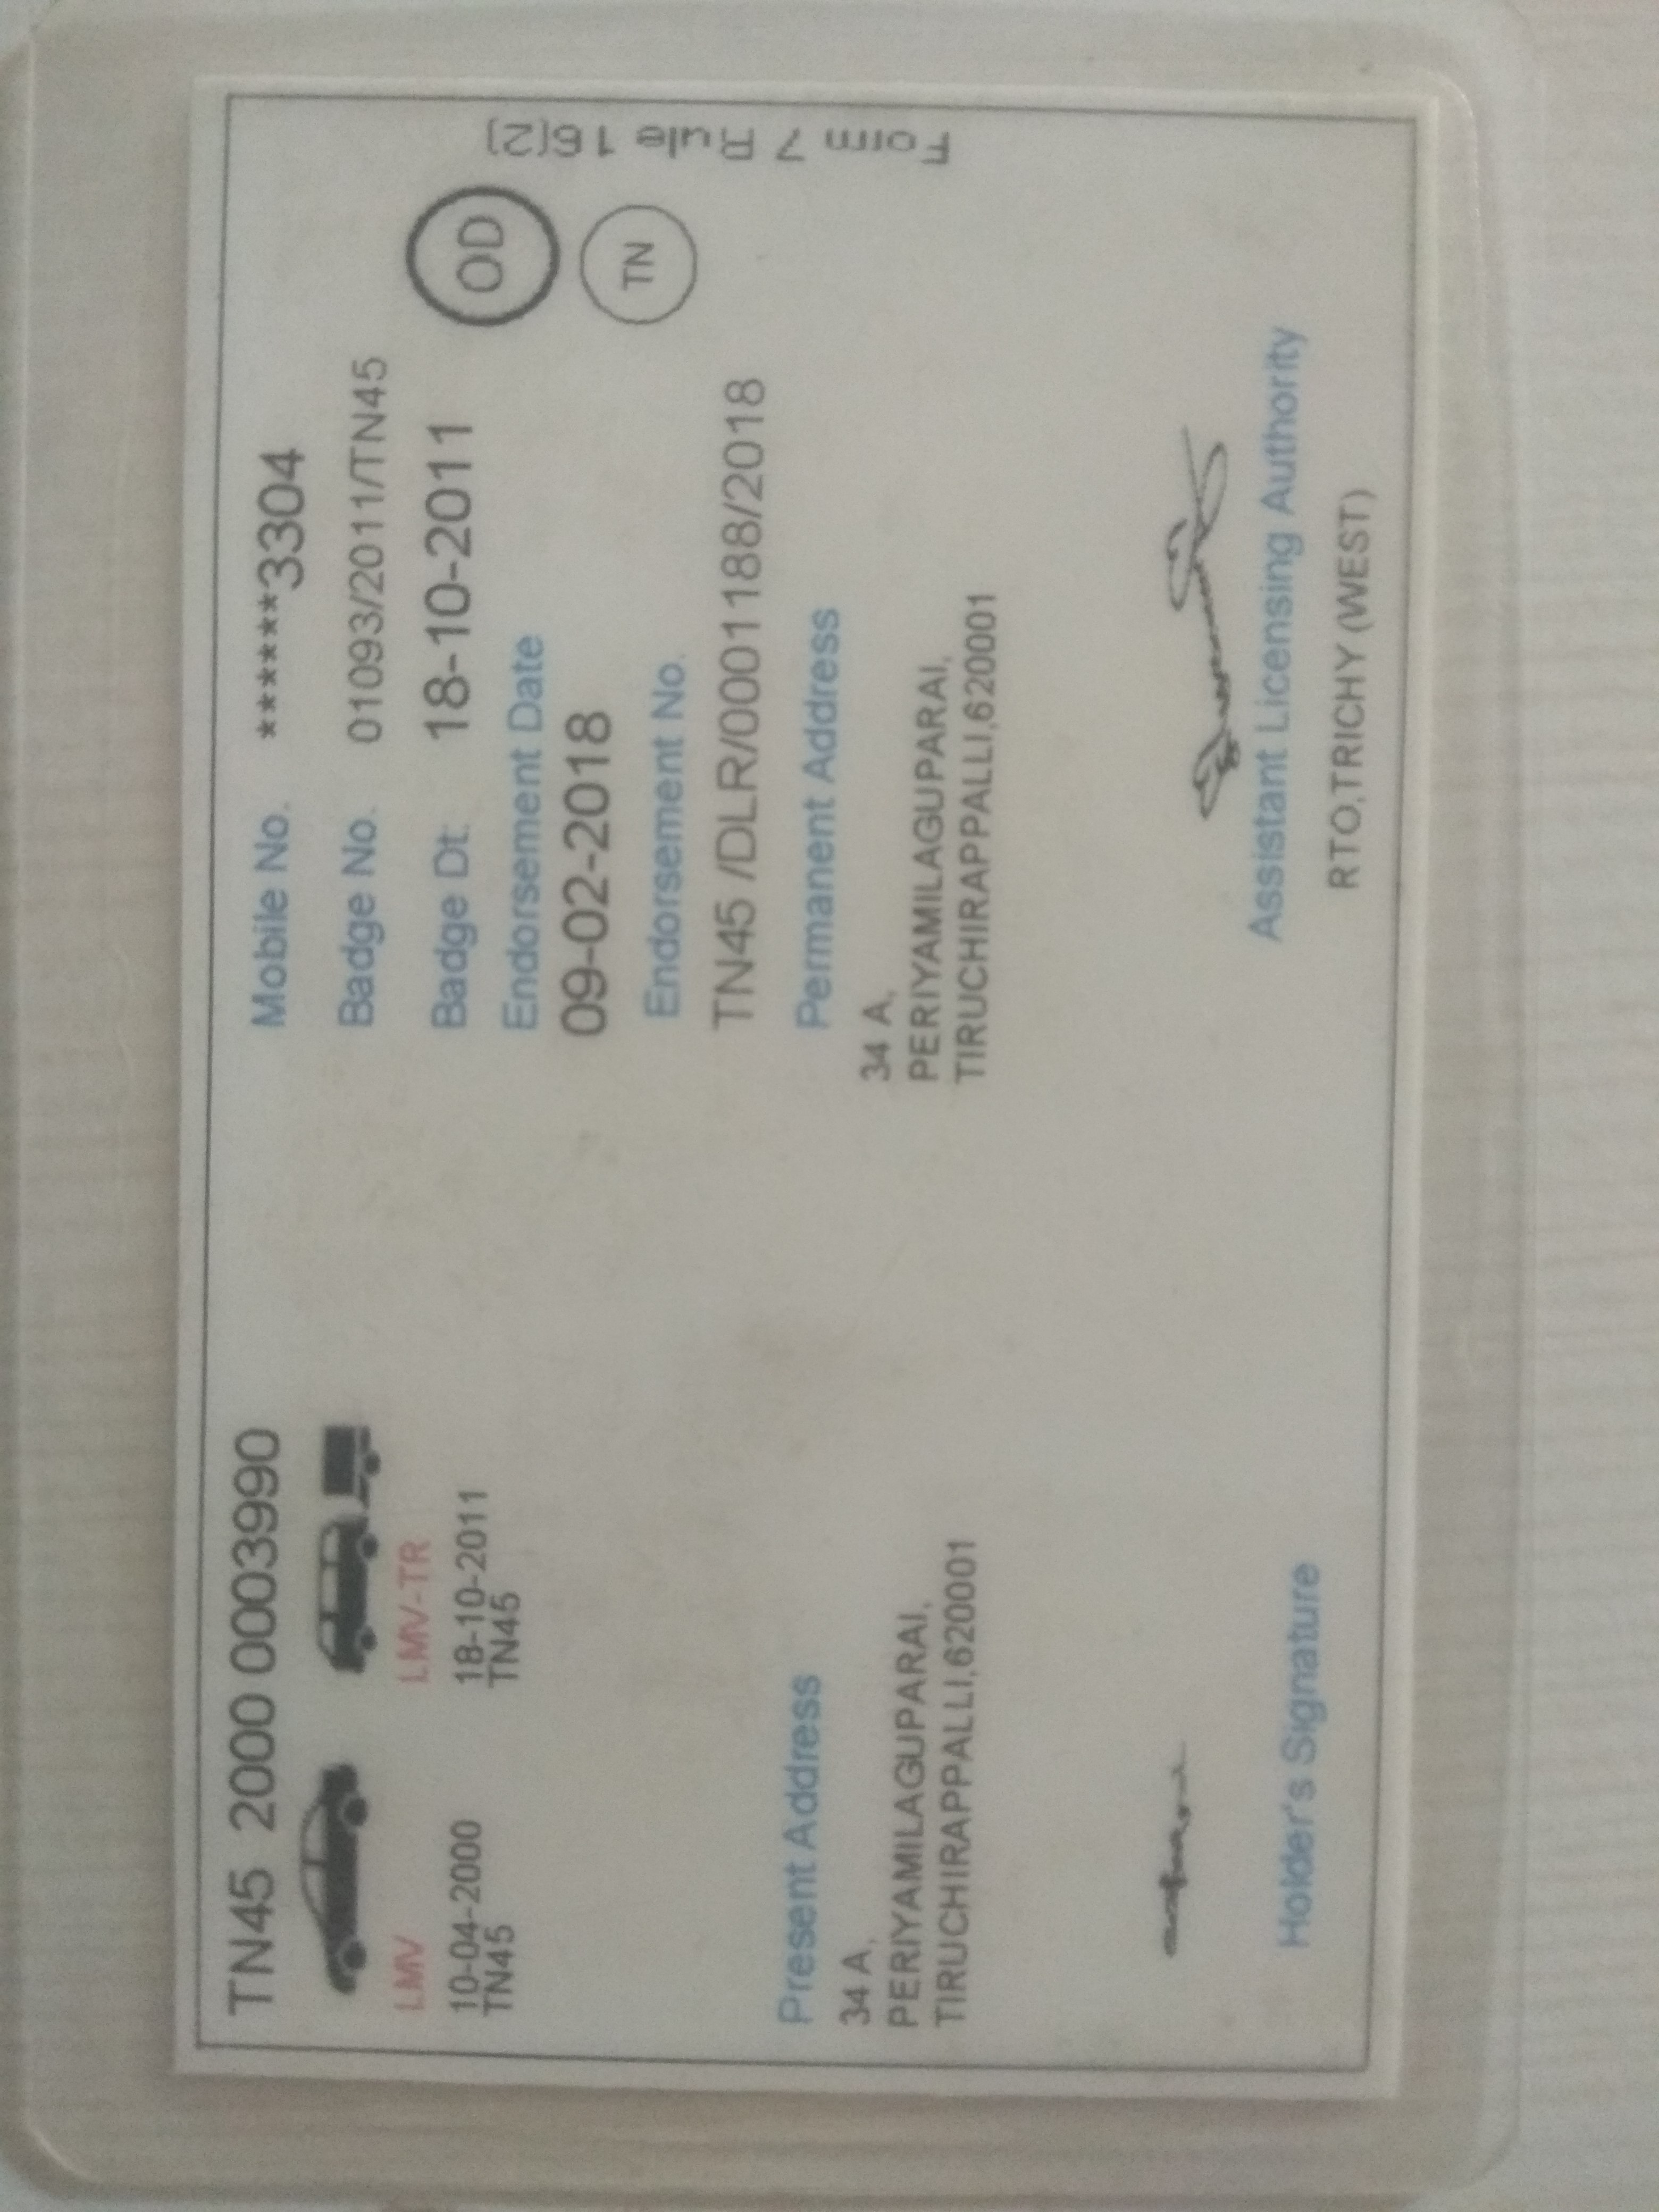 TN45 2000 0003990
LMV
10-04-2000
TN45
LMV-TR
18-10-2011
TN45
Present Address
34 A,
PERIYAMILAGUPARAI,
TIRUCHIRAPPALLI,620001
Holder's Signature
Mobile No. ******3304
Badge No. 01093/2011/TN45
Badge Dt. 18-10-2011
Endorsement Date
09-02-2018
Endorsement No.
TN45 /DLR/0001188/2018
Permanent Address
34 A,
PERIYAMILAGUPARAI,
TIRUCHIRAPPALLI,620001
Assistant Licensing Authority
RTO,TRICHY (WEST)
OD
TN
Form 7 Rule 16(2)